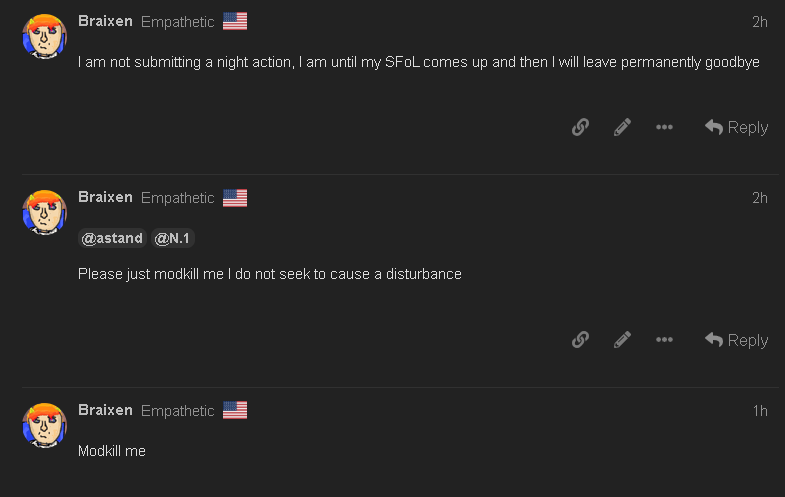 Braixen Empathetic 2h
I am not submitting a night action, I am until my SFoL comes up and then I will leave permanently goodbye
Reply
Braixen Empathetic 2h
@astand @N.1
Please just modkill me I do not seek to cause a disturbance
Reply
Braixen Empathetic 1h
Modkill me